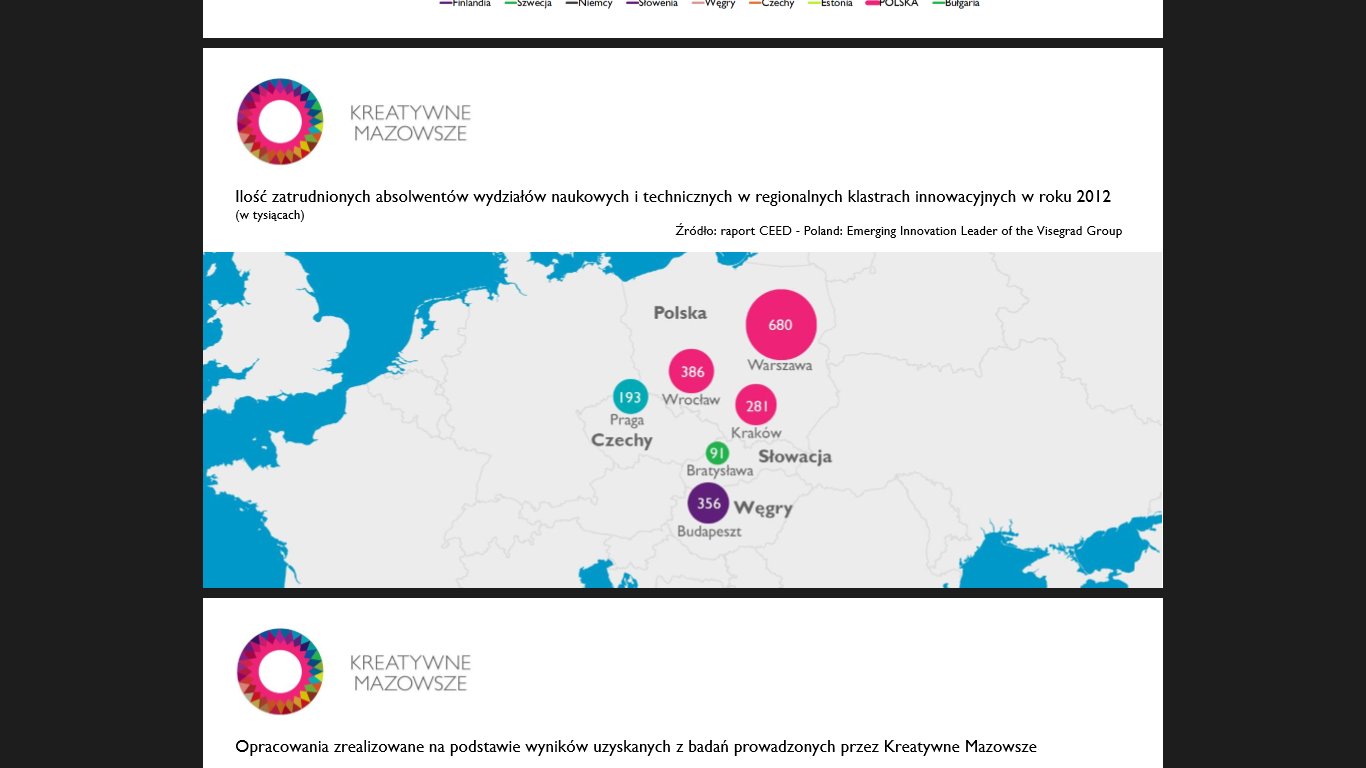 Finlandia Szwecja Niemcy Słowenia Węgry Czechy Estonia POLSKA Bułgaria
KREATYWNE
MAZOWSZE
Ilość zatrudnionych absolwentów wydziałów naukowych i technicznych w regionalnych klastrach innowacyjnych w roku 2012
(w tysiącach)
Źródło: raport CEED - Poland: Emerging Innovation Leader of the Visegrad Group
Polska
680
Warszawa
386
Wrocław
193
Praga
281
Kraków
Czechy
91
Bratysława
Słowacja
356
Węgry
Budapeszt
KREATYWNE
MAZOWSZE
Opracowania zrealizowane na podstawie wyników uzyskanych z badań prowadzonych przez Kreatywne Mazowsze